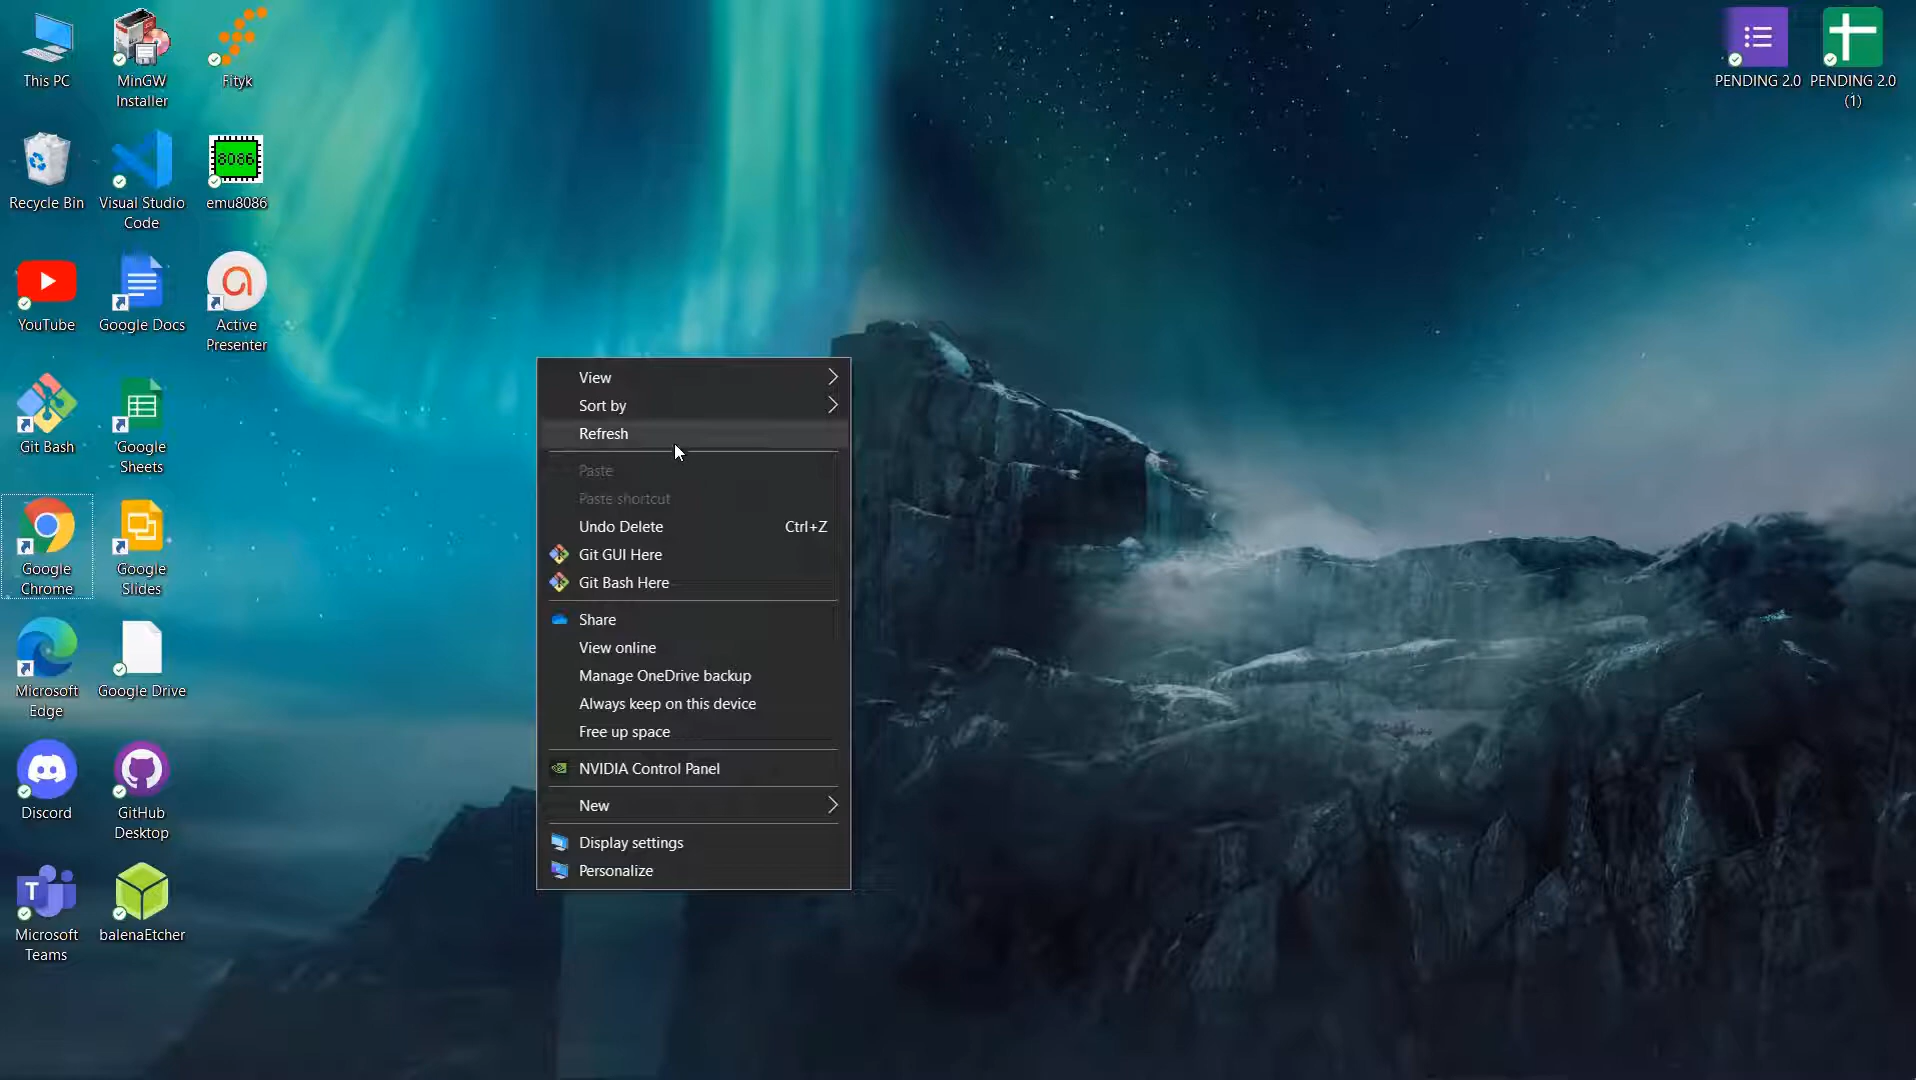 This PC
MinGW
Installer
Fityk
PENDING 2.0
PENDING 2.0
(1)
Recycle Bin
Visual Studio
Code
8086
emu8086
YouTube
Google Docs
Active
Presenter
Git Bash
Google
Sheets
Google
Chrome
Google
Slides
Microsoft
Edge
Google Drive
Discord
GitHub
Desktop
T
Microsoft
Teams
balenaEtcher
View
Sort by
Refresh
Paste
Paste shortcut
Undo Delete Ctrl+Z
Git GUI Here
Git Bash Here
Share
View online
Manage OneDrive backup
Always keep on this device
Free up space
NVIDIA Control Panel
New
Display settings
Personalize